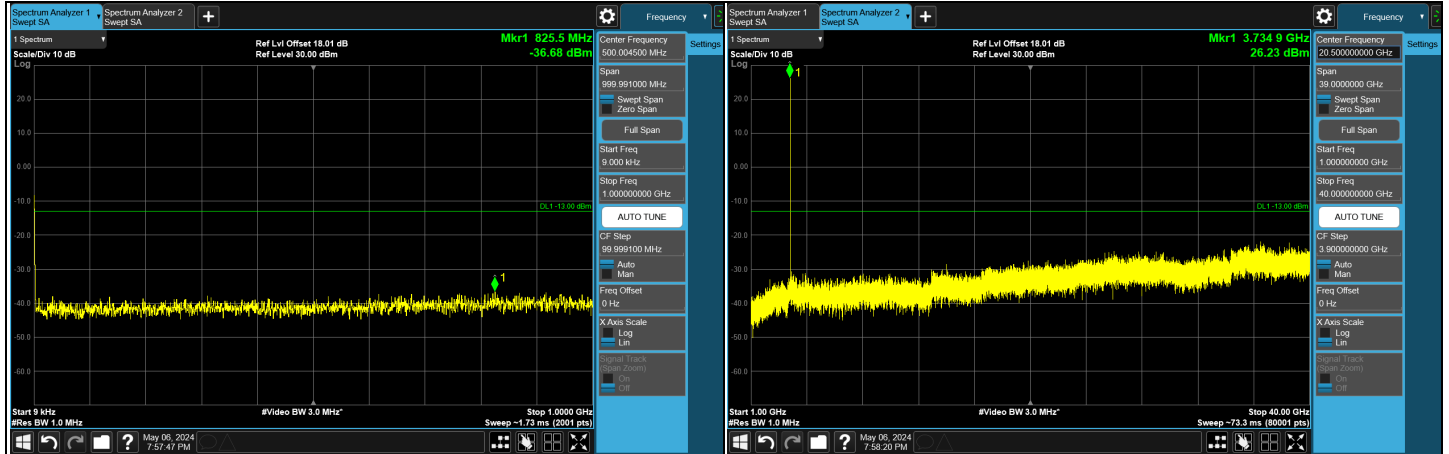 Spectrum Analyzer 1
Swept SA
Spectrum Analyzer 2
Swept SA
+
Frequency
1 Spectrum
Scale/Div 10 dB
Log
Ref Lvl Offset 18.01 dB
Ref Level 30.00 dBm
Mkr1 825.5 MHz
-36.68 dBm
20.0
10.0
0.00
-10.0
-20.0
-30.0
-40.0
-50.0
-60.0
DL1 -13.00 dBm
1
Start 9 kHz
#Res BW 1.0 MHz
#Video BW 3.0 MHz*
Stop 1.0000 GHz
Sweep ~1.73 ms (2001 pts)
Center Frequency
500.004500 MHz
Settings
Span
999.991000 MHz
Swept Span
Zero Span
Full Span
Start Freq
9.000 kHz
Stop Freq
1.000000000 GHz
AUTO TUNE
CF Step
99.999100 MHz
Auto
Man
Freq Offset
0 Hz
X Axis Scale
Log
Lin
Signal Track
(Span Zoom)
On
Off
?
May 06, 2024
7:57:47 PM
Spectrum Analyzer 1
Swept SA
Spectrum Analyzer 2
Swept SA
+
Frequency
1 Spectrum
Scale/Div 10 dB
Log
Ref Lvl Offset 18.01 dB
Ref Level 30.00 dBm
Mkr1 3.734 9 GHz
26.23 dBm
20.0
10.0
0.00
-10.0
-20.0
-30.0
-40.0
-50.0
-60.0
DL1 -13.00 dBm
1
Start 1.00 GHz
#Res BW 1.0 MHz
#Video BW 3.0 MHz*
Stop 40.00 GHz
Sweep ~73.3 ms (80001 pts)
Center Frequency
20.500000000 GHz
Settings
Span
39.0000000 GHz
Swept Span
Zero Span
Full Span
Start Freq
1.000000000 GHz
Stop Freq
40.000000000 GHz
AUTO TUNE
CF Step
3.900000000 GHz
Auto
Man
Freq Offset
0 Hz
X Axis Scale
Log
Lin
Signal Track
(Span Zoom)
On
Off
?
May 06, 2024
7:58:20 PM